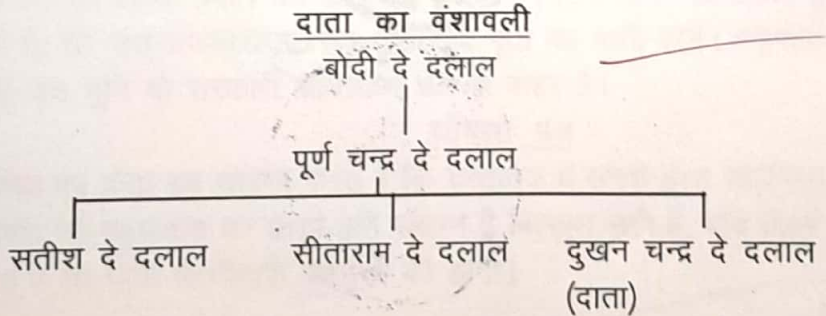 दाता का वंशावली
बोदी दे दलाल
पूर्ण चन्द्र दे दलाल
सतीश दे दलाल सीताराम दे दलाल दुखन चन्द्र दे दलाल
(दाता)